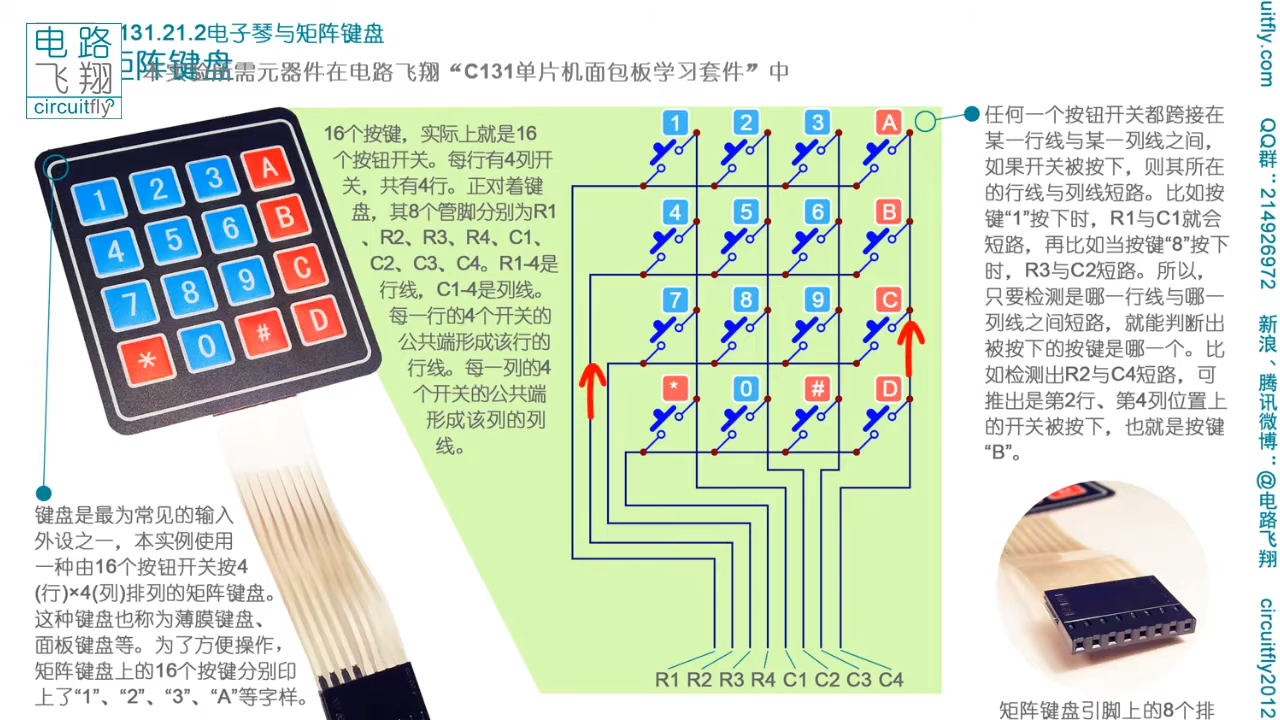 电路
飞翔
circuitfly
131.21.2电子琴与矩阵键盘
矩阵键盘
本实验所需元器件在电路飞翔“C131单片机面包板学习套件”中
16个按键，实际上就是16
个按钮开关。每行有4列开
关，共有4行。正对着键
盘，其8个管脚分别为R1
、R2、R3、R4、C1、
C2、C3、C4。R1-4是
行线，C1-4是列线。
每一行的4个开关的
公共端形成该行的
行线。每一列的4
个开关的公共端
形成该列的列
线。
1 2 3 A
4 5 6 B
7 8 9 C
* 0 # D
1 2 3 A
4 5 6 B
7 8 9 C
* 0 # D
R1 R2 R3 R4 C1 C2 C3 C4
任何一个按钮开关都跨接在
某一行线与某一列线之间，
如果开关被按下，则其所在
的行线与列线短路。比如按
键“1”按下时，R1与C1就会
短路，再比如当按键“8”按下
时，R3与C2短路。所以，
只要检测是哪一行线与哪一
列线之间短路，就能判断出
被按下的按键是哪一个。比
如检测出R2与C4短路，可
推出是第2行、第4列位置上
的开关被按下，也就是按键
“B”。
键盘是最为常见的输入
外设之一，本实例使用
一种由16个按钮开关按4
(行)×4(列)排列的矩阵键盘。
这种键盘也称为薄膜键盘、
面板键盘等。为了方便操作，
矩阵键盘上的16个按键分别印
上了“1”、“2”、“3”、“A”等字样。
矩阵键盘引脚上的8个排
uitfly.com QQ群：214926972 新浪、腾讯微博：@电路飞翔 circuitfly2012